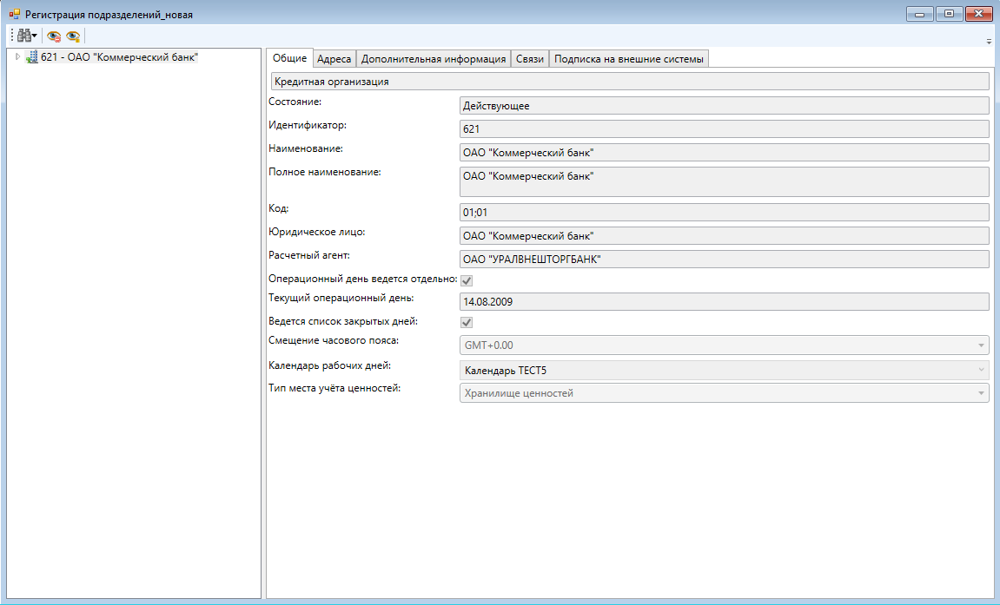 Регистрация подразделений_новая
621 - ОАО "Коммерческий банк"
Общие Адреса Дополнительная информация Связи Подписка на внешние системы
Кредитная организация
Состояние: Действующее
Идентификатор: 621
Наименование: ОАО "Коммерческий банк"
Полное наименование: ОАО "Коммерческий банк"
Код: 01;01
Юридическое лицо: ОАО "Коммерческий банк"
Расчетный агент: ОАО "УРАЛВНЕШТОРГБАНК"
Операционный день ведется отдельно:
Текущий операционный день: 14.08.2009
Ведется список закрытых дней:
Смещение часового пояса: GMT+0.00
Календарь рабочих дней: Календарь ТЕСТ5
Тип места учёта ценностей: Хранилище ценностей